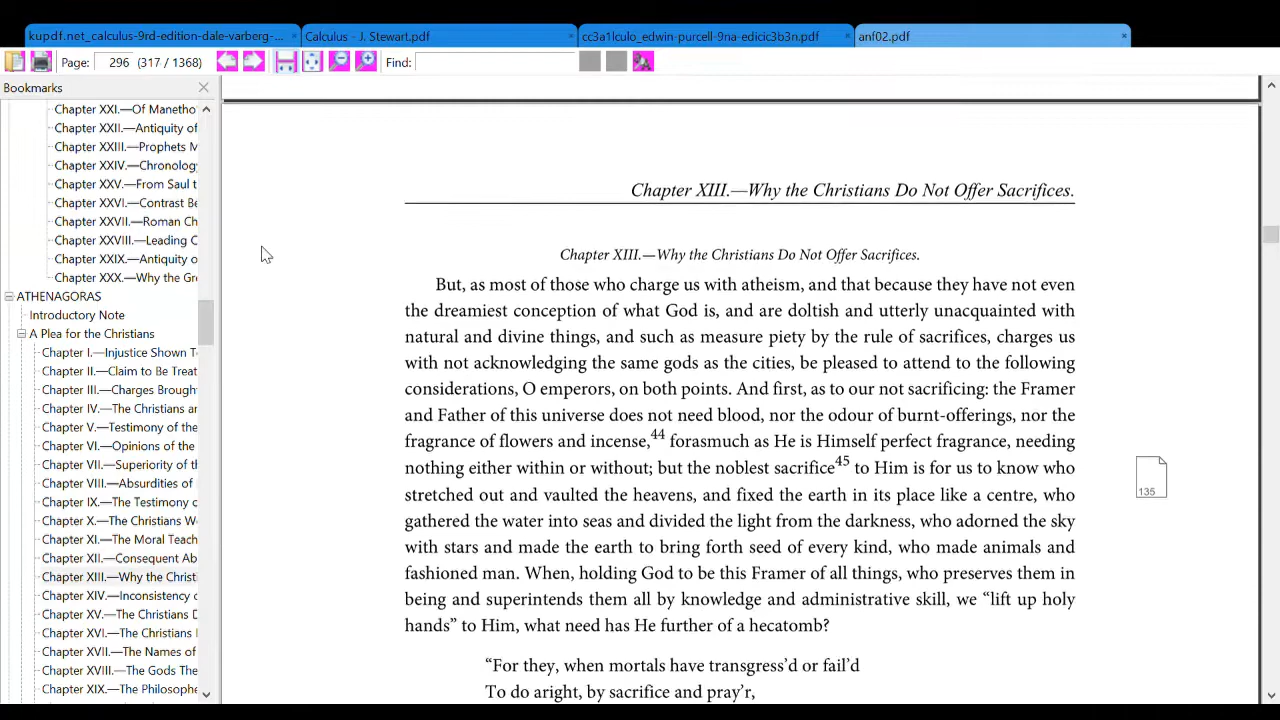 kupdf.net_calculus-9rd-edition-dale-varberg-...
Calculus - J. Stewart.pdf
cc3a1lculo_edwin-purcell-9na-edicic3b3n.pdf
anf02.pdf
Page: 296 (317 / 1368) Find:
Bookmarks
Chapter XXI.—Of Manetho
Chapter XXII.—Antiquity of
Chapter XXIII.—Prophets M
Chapter XXIV.—Chronology
Chapter XXV.—From Saul t
Chapter XXVI.—Contrast Be
Chapter XXVII.—Roman Ch
Chapter XXVIII.—Leading C
Chapter XXIX.—Antiquity o
Chapter XXX.—Why the Gre
ATHENAGORAS
Introductory Note
A Plea for the Christians
Chapter I.—Injustice Shown T
Chapter II.—Claim to Be Treat
Chapter III.—Charges Brough
Chapter IV.—The Christians ar
Chapter V.—Testimony of the
Chapter VI.—Opinions of the
Chapter VII.—Superiority of th
Chapter VIII.—Absurdities of
Chapter IX.—The Testimony o
Chapter X.—The Christians W
Chapter XI.—The Moral Teach
Chapter XII.—Consequent Ab
Chapter XIII.—Why the Christi
Chapter XIV.—Inconsistency o
Chapter XV.—The Christians D
Chapter XVI.—The Christians I
Chapter XVII.—The Names of
Chapter XVIII.—The Gods The
Chapter XIX.—The Philosophe
Chapter XIII.—Why the Christians Do Not Offer Sacrifices.
Chapter XIII.—Why the Christians Do Not Offer Sacrifices.
But, as most of those who charge us with atheism, and that because they have not even
the dreamiest conception of what God is, and are doltish and utterly unacquainted with
natural and divine things, and such as measure piety by the rule of sacrifices, charges us
with not acknowledging the same gods as the cities, be pleased to attend to the following
considerations, O emperors, on both points. And first, as to our not sacrificing: the Framer
and Father of this universe does not need blood, nor the odour of burnt-offerings, nor the
fragrance of flowers and incense,44 forasmuch as He is Himself perfect fragrance, needing
nothing either within or without; but the noblest sacrifice45 to Him is for us to know who
stretched out and vaulted the heavens, and fixed the earth in its place like a centre, who
gathered the water into seas and divided the light from the darkness, who adorned the sky
with stars and made the earth to bring forth seed of every kind, who made animals and
fashioned man. When, holding God to be this Framer of all things, who preserves them in
being and superintends them all by knowledge and administrative skill, we “lift up holy
hands” to Him, what need has He further of a hecatomb?
“For they, when mortals have transgress’d or fail’d
To do aright, by sacrifice and pray’r,
135